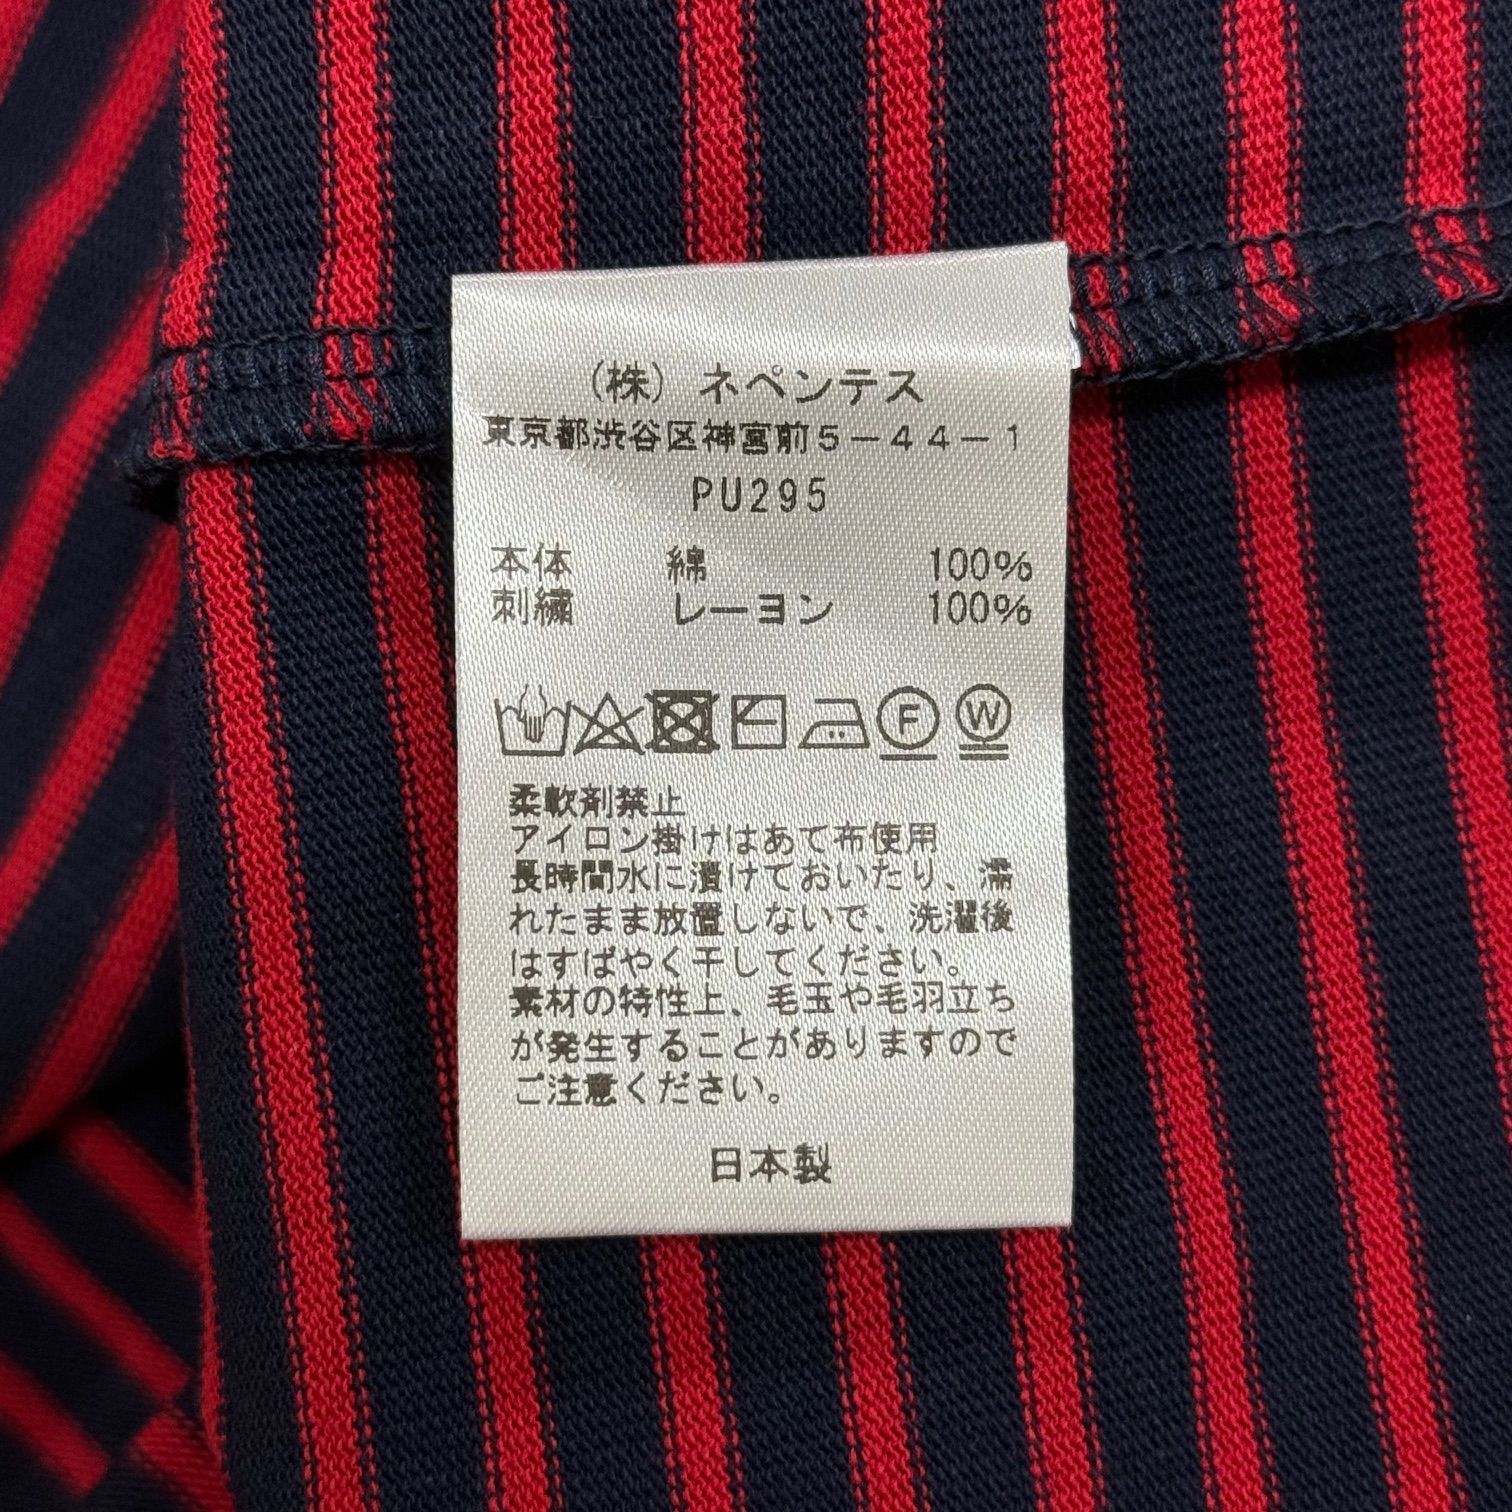 (株) ネペンテス
東京都渋谷区神宮前5-44-1
PU295
本体 綿 100%
刺繍 レーヨン 100%
F W
柔軟剤禁止
アイロン掛けはあて布使用
長時間水に漬けておいたり、濡
れたまま放置しないで、洗濯後
はすばやく干してください。
素材の特性上、毛玉や毛羽立ち
が発生することがありますので
ご注意ください。
日本製